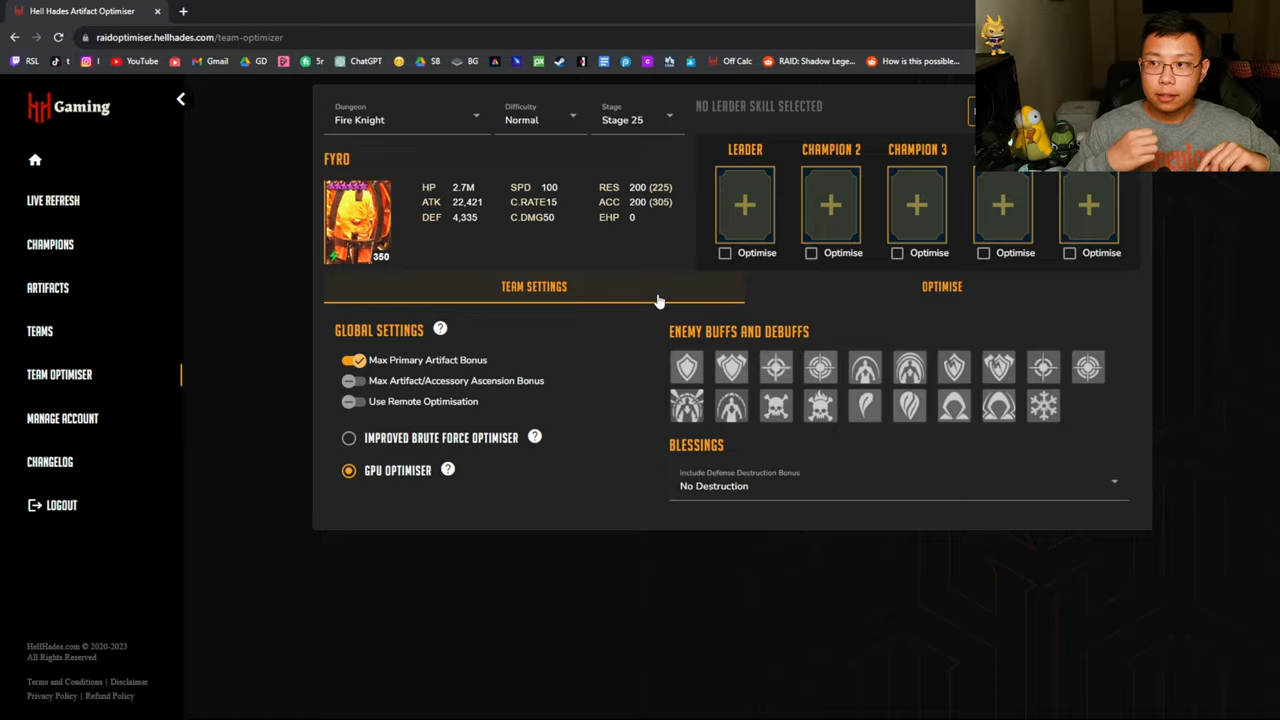 Hell Hades Artifact Optimiser
raidoptimiser.hellhades.com/team-optimizer
RSL
t
I
YouTube
Gmail
GD
5r
ChatGPT
SB
BG
Off Calc
RAID: Shadow Lege...
How is this possible...
Gaming
LIVE REFRESH
CHAMPIONS
ARTIFACTS
TEAMS
TEAM OPTIMISER
MANAGE ACCOUNT
CHANGELOG
LOGOUT
HellHades.com © 2020-2023
All Rights Reserved
Terms and Conditions | Disclaimer
Privacy Policy | Refund Policy
Dungeon
Fire Knight
Difficulty
Normal
Stage
Stage 25
NO LEADER SKILL SELECTED
FYRO
350
HP 2.7M SPD 100 RES 200 (225)
ATK 22,421 C.RATE15 ACC 200 (305)
DEF 4,335 C.DMG50 EHP 0
LEADER CHAMPION 2 CHAMPION 3
Optimise Optimise Optimise Optimise Optimise
TEAM SETTINGS OPTIMISE
GLOBAL SETTINGS ?
Max Primary Artifact Bonus
Max Artifact/Accessory Ascension Bonus
Use Remote Optimisation
IMPROVED BRUTE FORCE OPTIMISER ?
GPU OPTIMISER ?
ENEMY BUFFS AND DEBUFFS
BLESSINGS
Include Defense Destruction Bonus
No Destruction